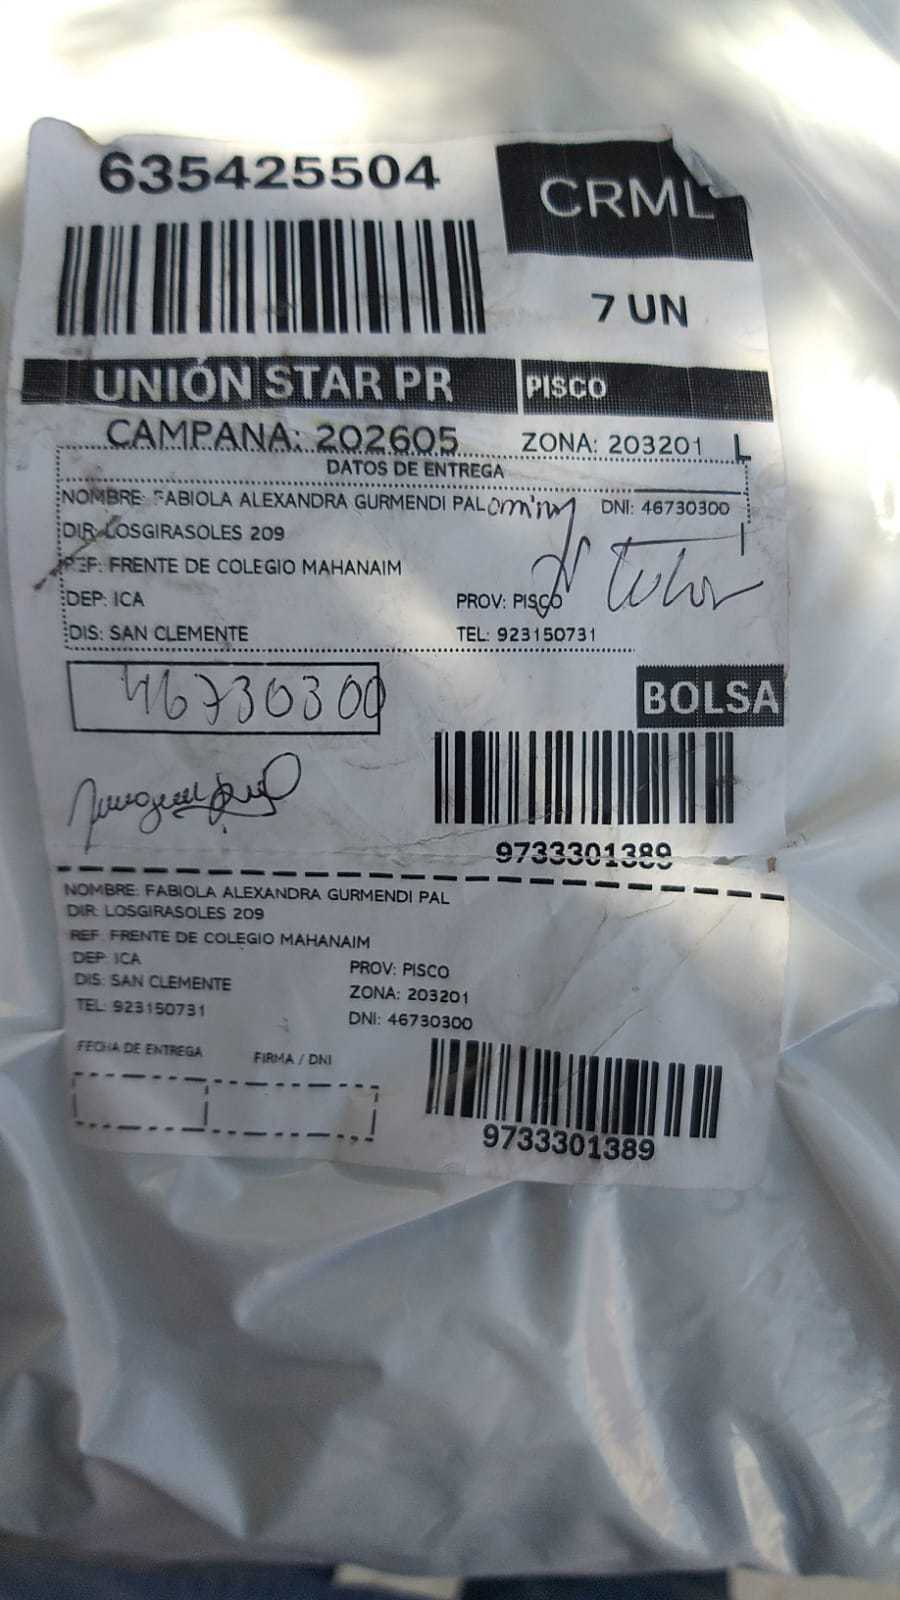 635425504
CRML
7 UN
UNIÓN STAR PR
PISCO
CAMPANA: 202605
ZONA: 203201 L
DATOS DE ENTREGA
NOMBRE: FABIOLA ALEXANDRA GURMENDI PAL DNI: 46730300
DIR: LOSGIRASOLES 209
REF: FRENTE DE COLEGIO MAHANAIM
DEP: ICA PROV: PISCO
DIS: SAN CLEMENTE TEL: 923150731
46730300
BOLSA
9733301389
NOMBRE: FABIOLA ALEXANDRA GURMENDI PAL
DIR: LOSGIRASOLES 209
REF: FRENTE DE COLEGIO MAHANAIM
DEP: ICA PROV: PISCO
DIS: SAN CLEMENTE ZONA: 203201
TEL: 923150731 DNI: 46730300
FECHA DE ENTREGA FIRMA / DNI
9733301389